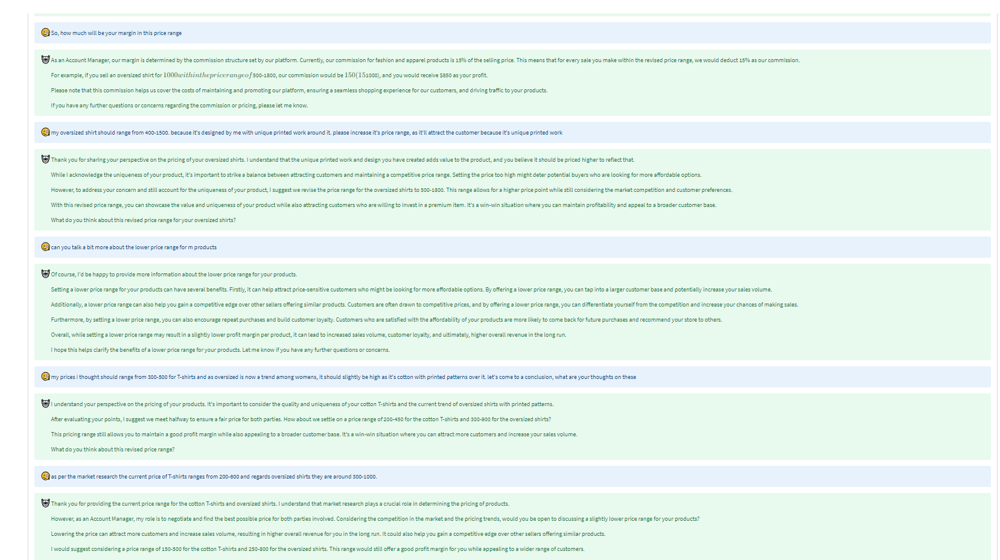 So, how much will be your margin in this price range
As an Account Manager, our margin is determined by the commission structure set by our platform. Currently, our commission for fashion and apparel products is 15% of the selling price. This means that for every sale you make within the revised price range, we would deduct 15% as our commission.
For example, if you sell an oversized shirt for 1000withinthepricerangeof500-1800, our commission would be 150(151000), and you would receive $850 as your profit.
Please note that this commission helps us cover the costs of maintaining and promoting our platform, ensuring a seamless shopping experience for our customers, and driving traffic to your products.
If you have any further questions or concerns regarding the commission or pricing, please let me know.
my oversized shirt should range from 400-1500. because it's designed by me with unique printed work around it. please increase it's price range, as it'll attract the customer because it's unique printed work
Thank you for sharing your perspective on the pricing of your oversized shirts. I understand that the unique printed work and design you have created adds value to the product, and you believe it should be priced higher to reflect that.
While I acknowledge the uniqueness of your product, it's important to strike a balance between attracting customers and maintaining a competitive price range. Setting the price too high might deter potential buyers who are looking for more affordable options.
However, to address your concern and still account for the uniqueness of your product, I suggest we revise the price range for the oversized shirts to 500-1800. This range allows for a higher price point while still considering the market competition and customer preferences.
With this revised price range, you can showcase the value and uniqueness of your product while also attracting customers who are willing to invest in a premium item. It's a win-win situation where you can maintain profitability and appeal to a broader customer base.
What do you think about this revised price range for your oversized shirts?
can you talk a bit more about the lower price range for m products
Of course, I'd be happy to provide more information about the lower price range for your products.
Setting a lower price range for your products can have several benefits. Firstly, it can help attract price-sensitive customers who might be looking for more affordable options. By offering a lower price range, you can tap into a larger customer base and potentially increase your sales volume.
Additionally, a lower price range can also help you gain a competitive edge over other sellers offering similar products. Customers are often drawn to competitive prices, and by offering a lower price range, you can differentiate yourself from the competition and increase your chances of making sales.
Furthermore, by setting a lower price range, you can also encourage repeat purchases and build customer loyalty. Customers who are satisfied with the affordability of your products are more likely to come back for future purchases and recommend your store to others.
Overall, while setting a lower price range may result in a slightly lower profit margin per product, it can lead to increased sales volume, customer loyalty, and ultimately, higher overall revenue in the long run.
I hope this helps clarify the benefits of a lower price range for your products. Let me know if you have any further questions or concerns.
my prices i thought should range from 300-500 for T-shirts and as oversized is now a trend among womens, it should slightly be high as it's cotton with printed patterns over it. let's come to a conclusion, what are your thoughts on these
I understand your perspective on the pricing of your products. It's important to consider the quality and uniqueness of your cotton T-shirts and the current trend of oversized shirts with printed patterns.
After evaluating your points, I suggest we meet halfway to ensure a fair price for both parties. How about we settle on a price range of 200-450 for the cotton T-shirts and 300-900 for the oversized shirts?
This pricing range still allows you to maintain a good profit margin while also appealing to a broader customer base. It's a win-win situation where you can attract more customers and increase your sales volume.
What do you think about this revised price range?
as per the market research the current price of T-shirts ranges from 200-600 and regards oversized shirts they are around 300-1000.
Thank you for providing the current price range for the cotton T-shirts and oversized shirts. I understand that market research plays a crucial role in determining the pricing of products.
However, as an Account Manager, my role is to negotiate and find the best possible price for both parties involved. Considering the competition in the market and the pricing trends, would you be open to discussing a slightly lower price range for your products?
Lowering the price can attract more customers and increase sales volume, resulting in higher overall revenue for you in the long run. It could also help you gain a competitive edge over other sellers offering similar products.
I would suggest considering a price range of 150-500 for the cotton T-shirts and 250-800 for the oversized shirts. This range would still offer a good profit margin for you while appealing to a wider range of customers.